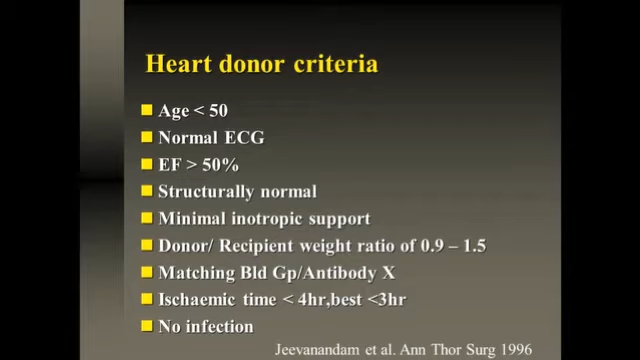 Heart donor criteria
Age < 50
Normal ECG
EF > 50%
Structurally normal
Minimal inotropic support
Donor/ Recipient weight ratio of 0.9 – 1.5
Matching Bld Gp/Antibody X
Ischaemic time < 4hr,best <3hr
No infection
Jeevanandam et al. Ann Thor Surg 1996